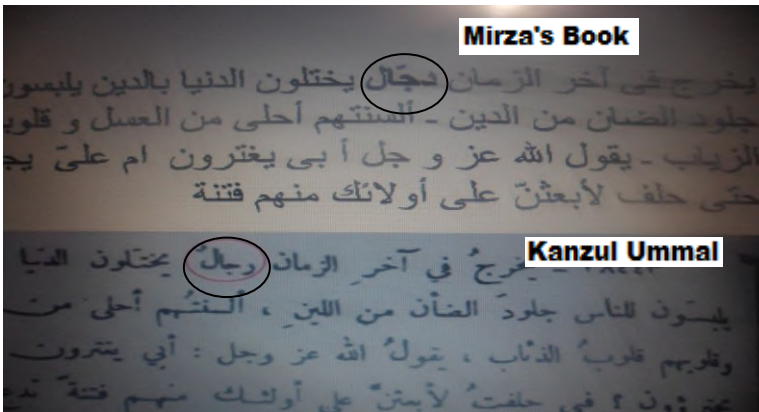 Mirza's Book
يخرج في آخر الزمان دجّال يختلون الدنيا بالدين يلبسون
جلود الضان من الدين - ألسنتهم أحلى من العسل و قلوب
الزياب - يقول الله عز و جل أ بى يغترون ام علىّ يج
حتى حلف لأبعثنّ على أولائك منهم فتنة
Kanzul Ummal
يخرجُ في آخرِ الزمان رجالٌ يختلون الدنيا
يلبسون للناس جلودَ الضأن من اللين ، ألسنتُهم أحلى من
وقلوبهم قلوبُ الذئاب ، يقولُ الله عز وجل : أبي يغترون
في حلفتُ لأبعثنَّ على أولئك منهم فتنةً